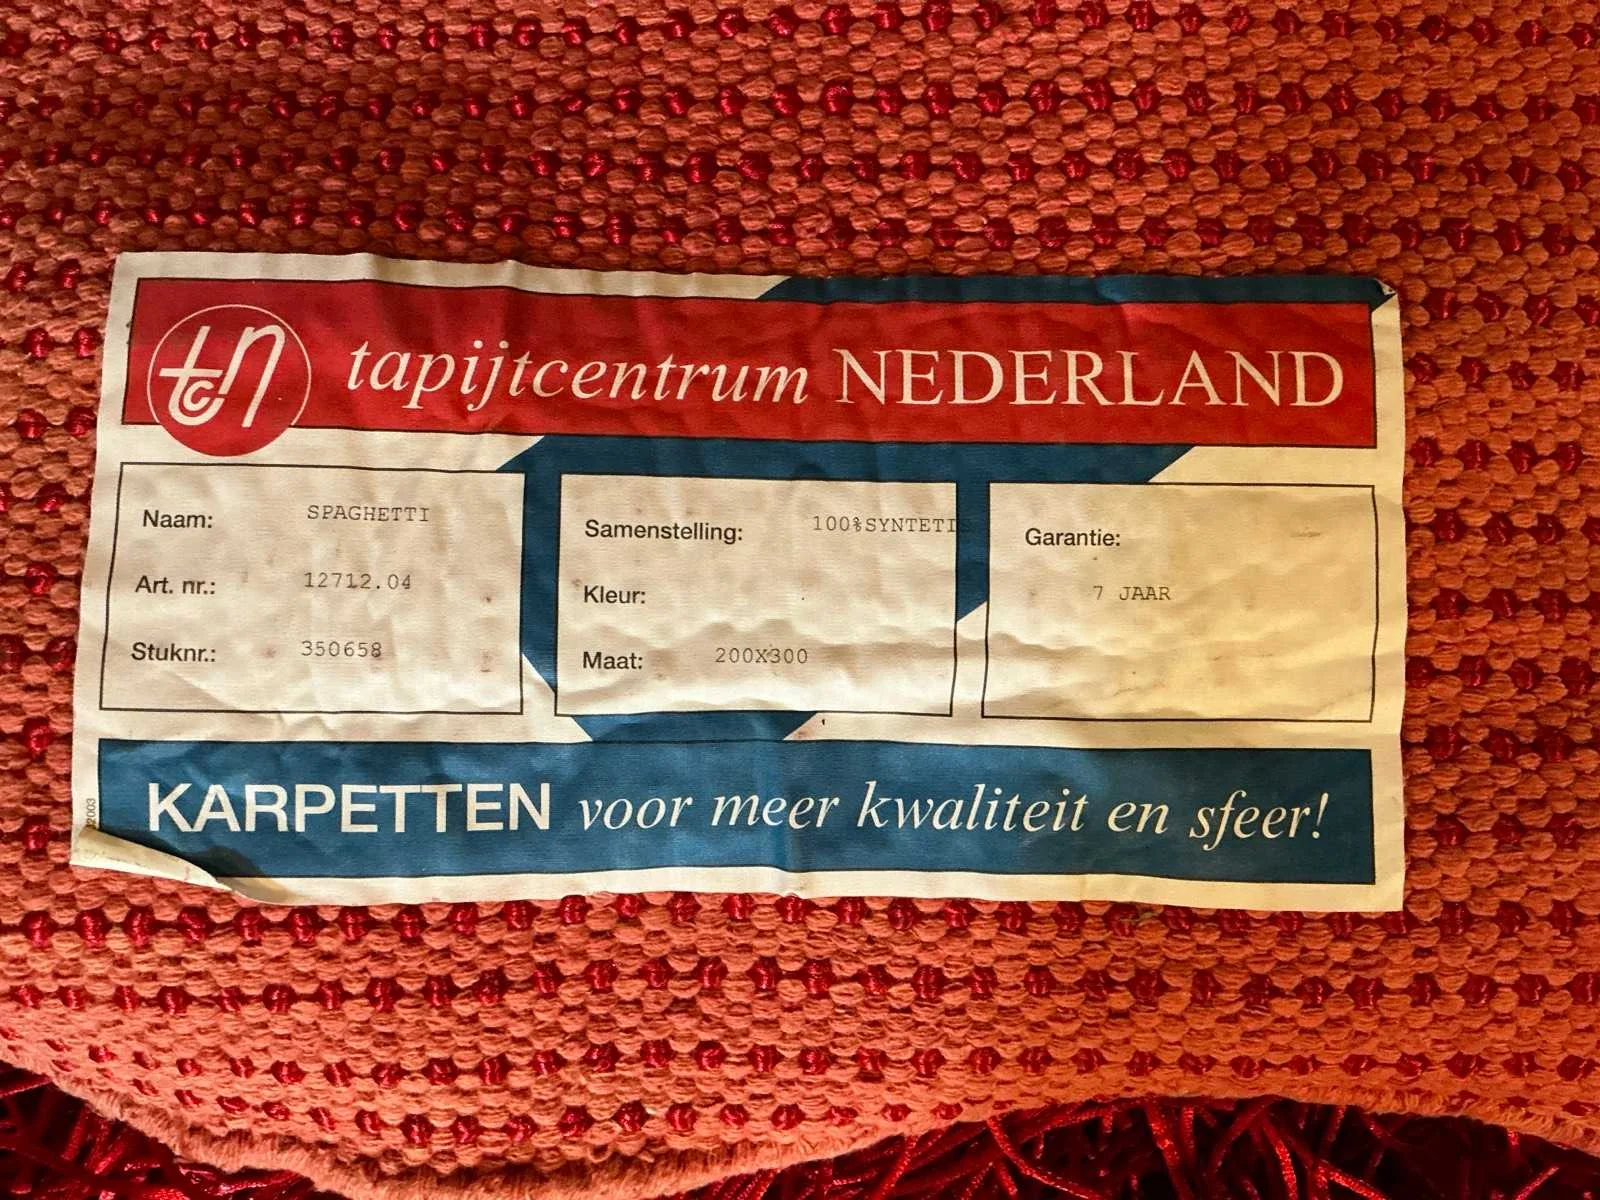 tcn tapijtcentrum NEDERLAND
Naam: SPAGHETTI
Art. nr.: 12712.04
Stuknr.: 350658
Samenstelling: 100%SYNTETIS
Kleur:
Maat: 200X300
Garantie:
7 JAAR
KARPETTEN voor meer kwaliteit en sfeer!